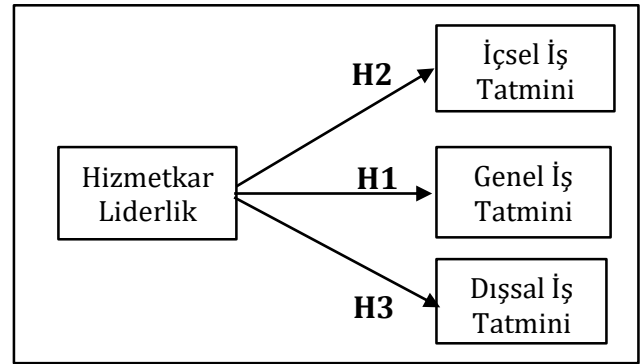 İçsel İş
Tatmini
H2
Hizmetkar
Liderlik
H1
Genel İş
Tatmini
H3
Dışsal İş
Tatmini